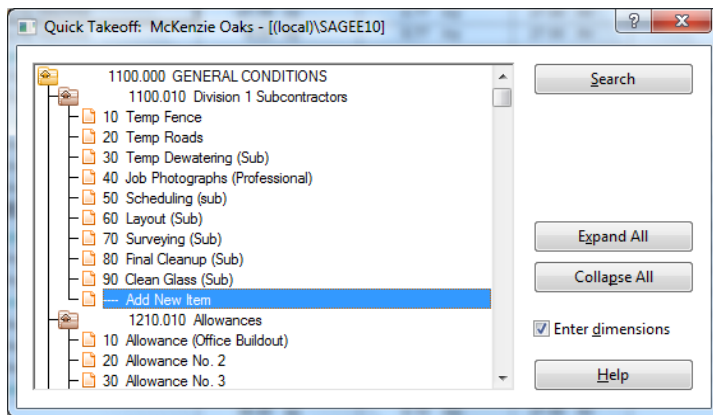 Quick Takeoff: McKenzie Oaks - [(local)\SAGEE10]
1100.000 GENERAL CONDITIONS
1100.010 Division 1 Subcontractors
10 Temp Fence
20 Temp Roads
30 Temp Dewatering (Sub)
40 Job Photographs (Professional)
50 Scheduling (sub)
60 Layout (Sub)
70 Surveying (Sub)
80 Final Cleanup (Sub)
90 Clean Glass (Sub)
--- Add New Item
1210.010 Allowances
10 Allowance (Office Buildout)
20 Allowance No. 2
30 Allowance No. 3
Search
Expand All
Collapse All
Enter dimensions
Help